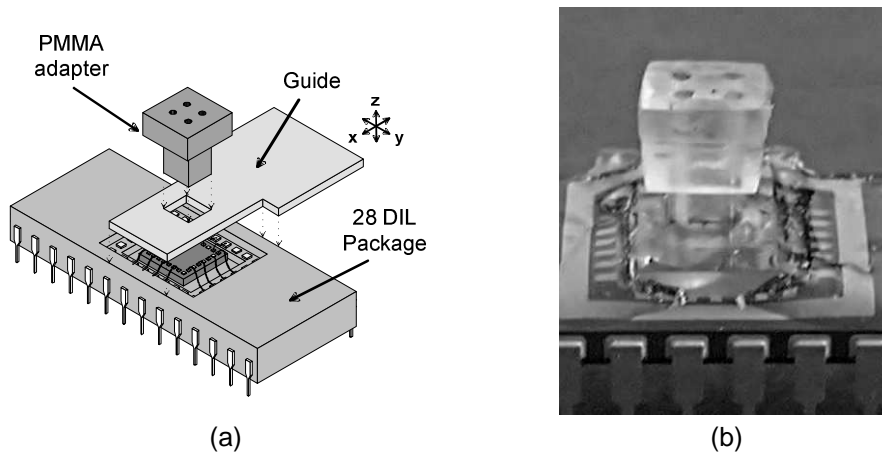 PMMA
adapter
Guide
z
x y
28 DIL
Package
(a)
(b)